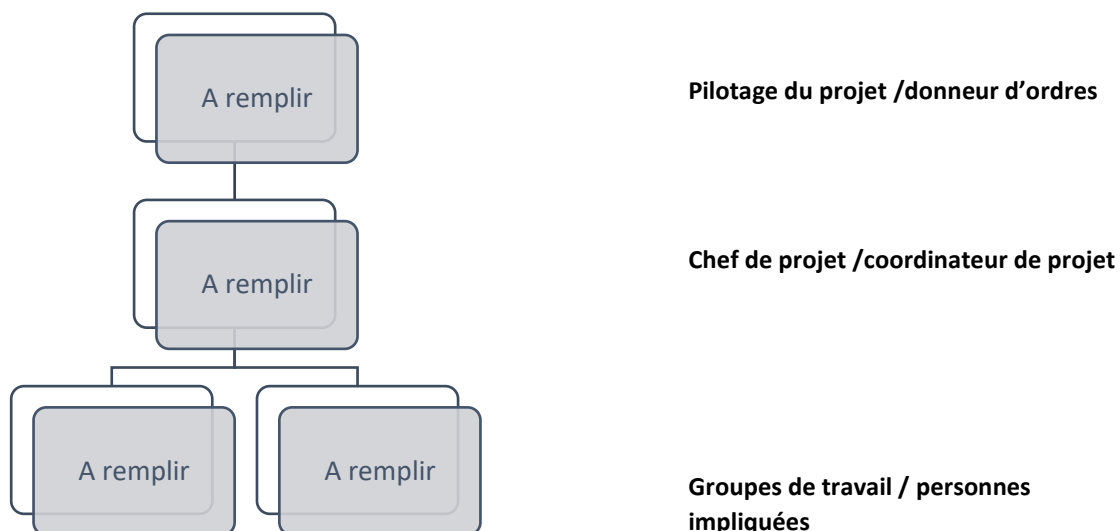 A remplir
Pilotage du projet /donneur d’ordres
A remplir
Chef de projet /coordinateur de projet
A remplir
A remplir
Groupes de travail / personnes
impliquées